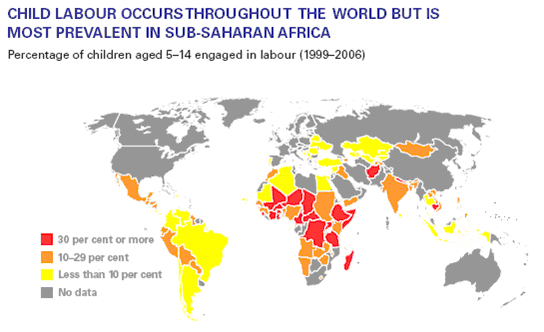 CHILD LABOUR OCCURS THROUGHOUT THE WORLD BUT IS
MOST PREVALENT IN SUB-SAHARAN AFRICA
Percentage of children aged 5–14 engaged in labour (1999–2006)
30 per cent or more
10–29 per cent
Less than 10 per cent
No data